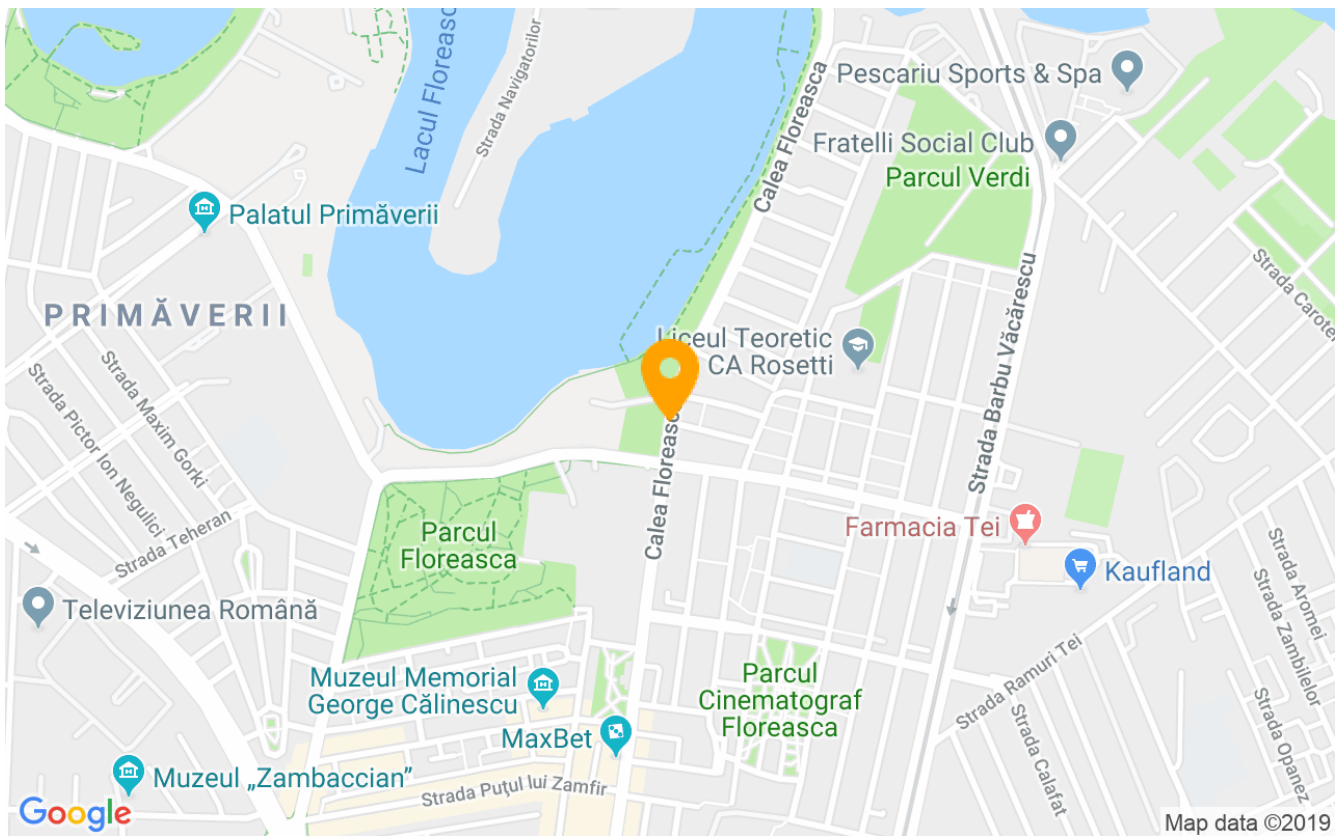 Lacul Floreasc
Strada Navigatorilor
Calea Floreasca
Pescariu Sports & Spa
Fratelli Social Club
Parcul Verdi
Palatul Primăverii
PRIMĂVERII
Strada Barbu Văcărescu
Strada Carote
Liceul Teoretic
CA Rosetti
Strada Maxim Gorki
Strada Pictor Ion Negulici
Calea Floreasc
Parcul
Floreasca
Strada Teheran
Farmacia Tei
Kaufland
Televiziunea Română
Strada Aromei
Strada Zambilelor
Strada Ramuri Tei
Muzeul Memorial
George Călinescu
Parcul
Cinematograf
Floreasca
MaxBet
Strada Calafat
Strada Opanez
Muzeul „Zambaccian”
Strada Puțul lui Zamfir
Google
Map data ©2019